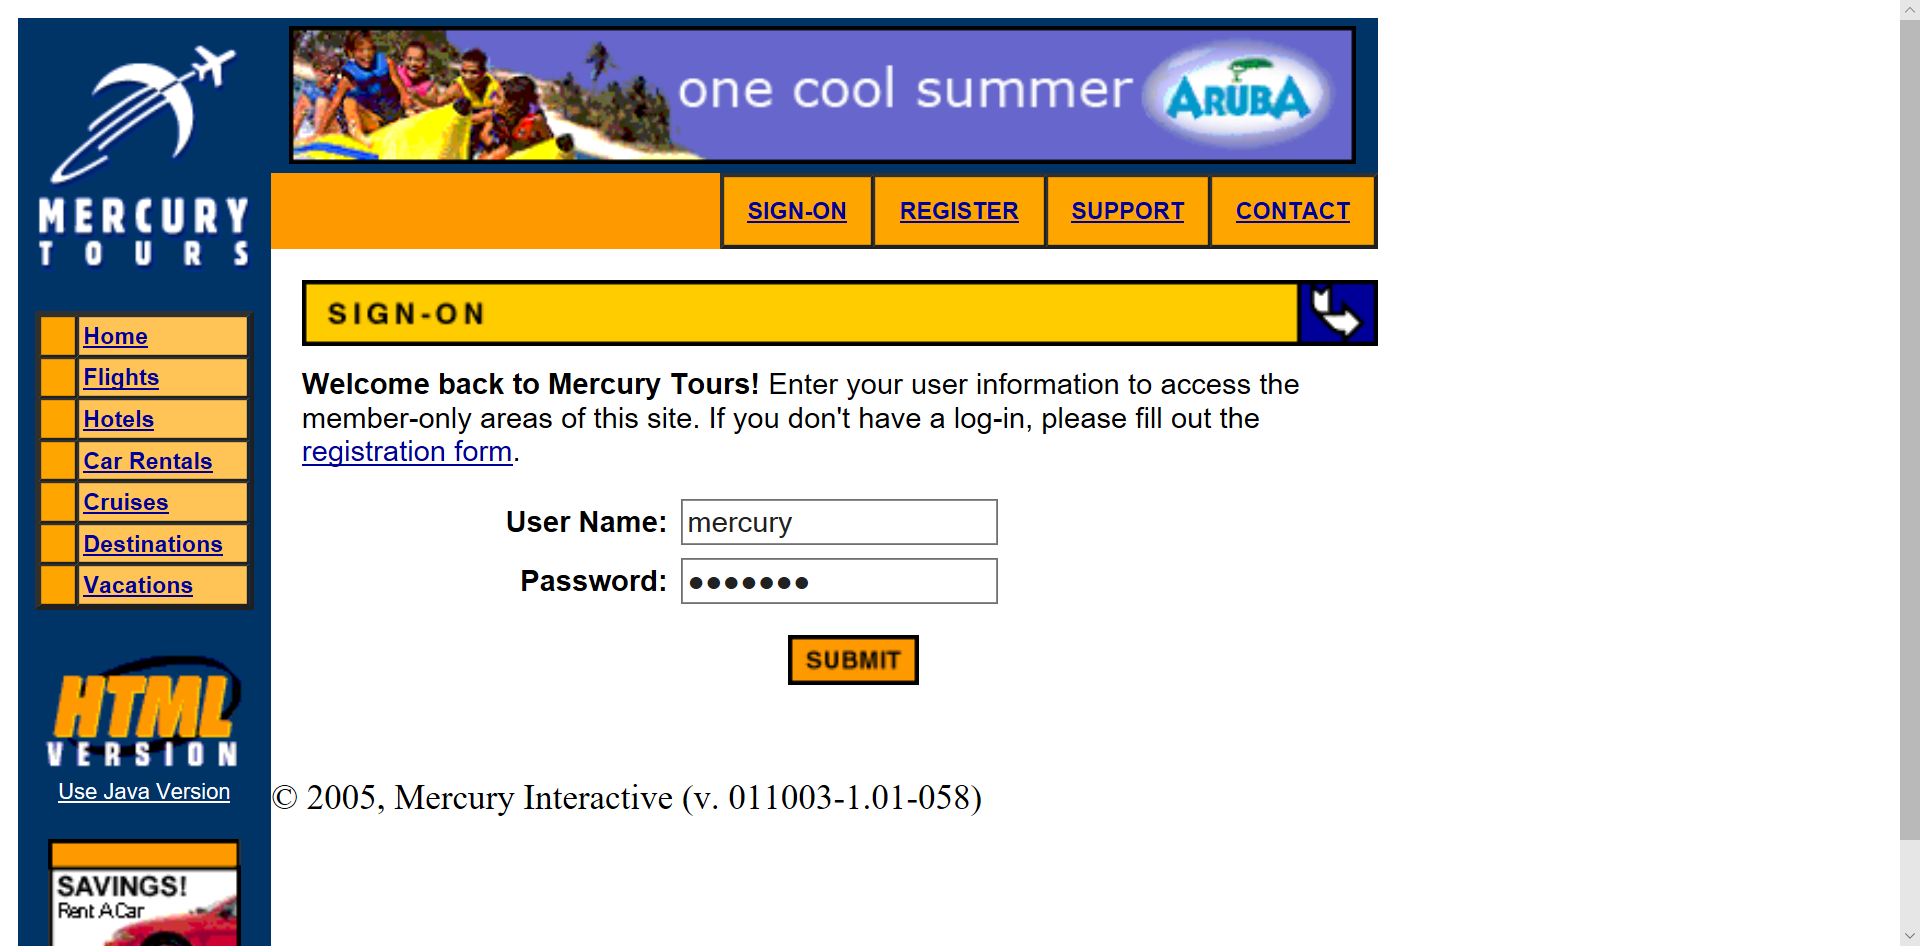 MERCURY
TOURS
one cool summer
ARUBA
SIGN-ON
REGISTER
SUPPORT
CONTACT
Home
Flights
Hotels
Car Rentals
Cruises
Destinations
Vacations
HTML
VERSION
Use Java Version
SAVINGS!
Rent A Car
SIGN-ON
Welcome back to Mercury Tours! Enter your user information to access the
member-only areas of this site. If you don't have a log-in, please fill out the
registration form.
User Name: mercury
Password: ●●●●●●●
SUBMIT
© 2005, Mercury Interactive (v. 011003-1.01-058)